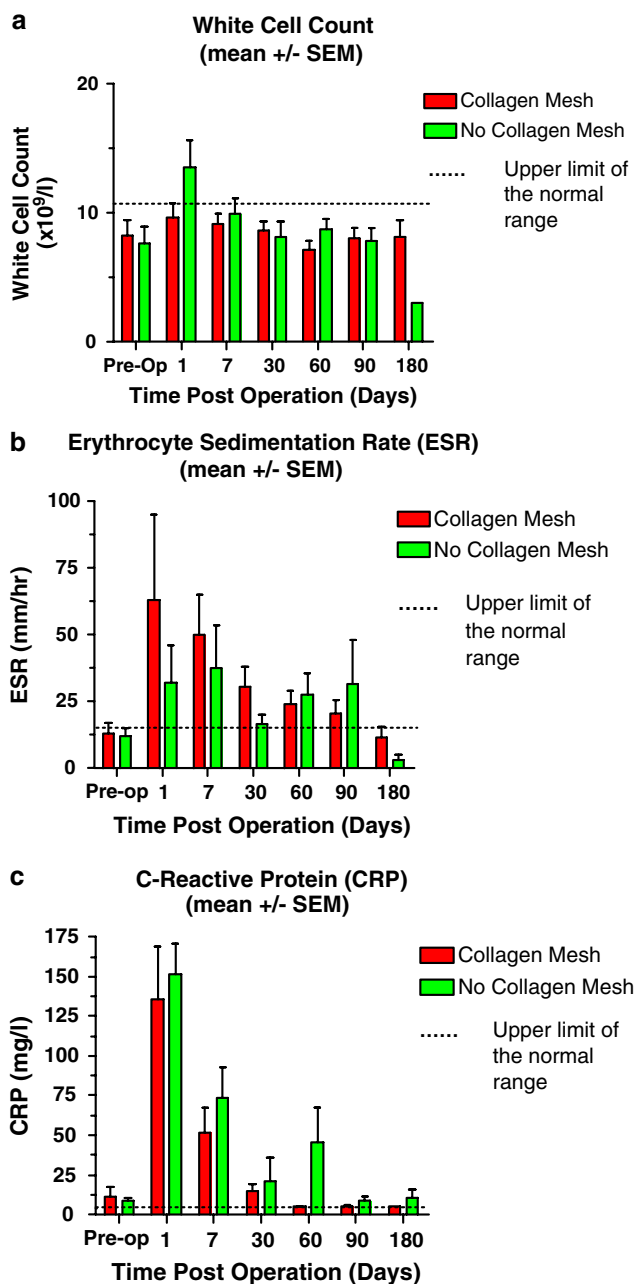 a
White Cell Count
(mean +/- SEM)
20
10
0
White Cell Count
(x10⁹/l)
Collagen Mesh
No Collagen Mesh
...... Upper limit of
the normal
range
Pre-Op 1 7 30 60 90 180
Time Post Operation (Days)
b
Erythrocyte Sedimentation Rate (ESR)
(mean +/- SEM)
100
75
50
25
0
ESR (mm/hr)
Collagen Mesh
No Collagen Mesh
...... Upper limit of
the normal
range
Pre-op 1 7 30 60 90 180
Time Post Operation (Days)
c
C-Reactive Protein (CRP)
(mean +/- SEM)
175
150
125
100
75
50
25
0
CRP (mg/l)
Collagen Mesh
No Collagen Mesh
...... Upper limit of
the normal
range
Pre-op 1 7 30 60 90 180
Time Post Operation (Days)